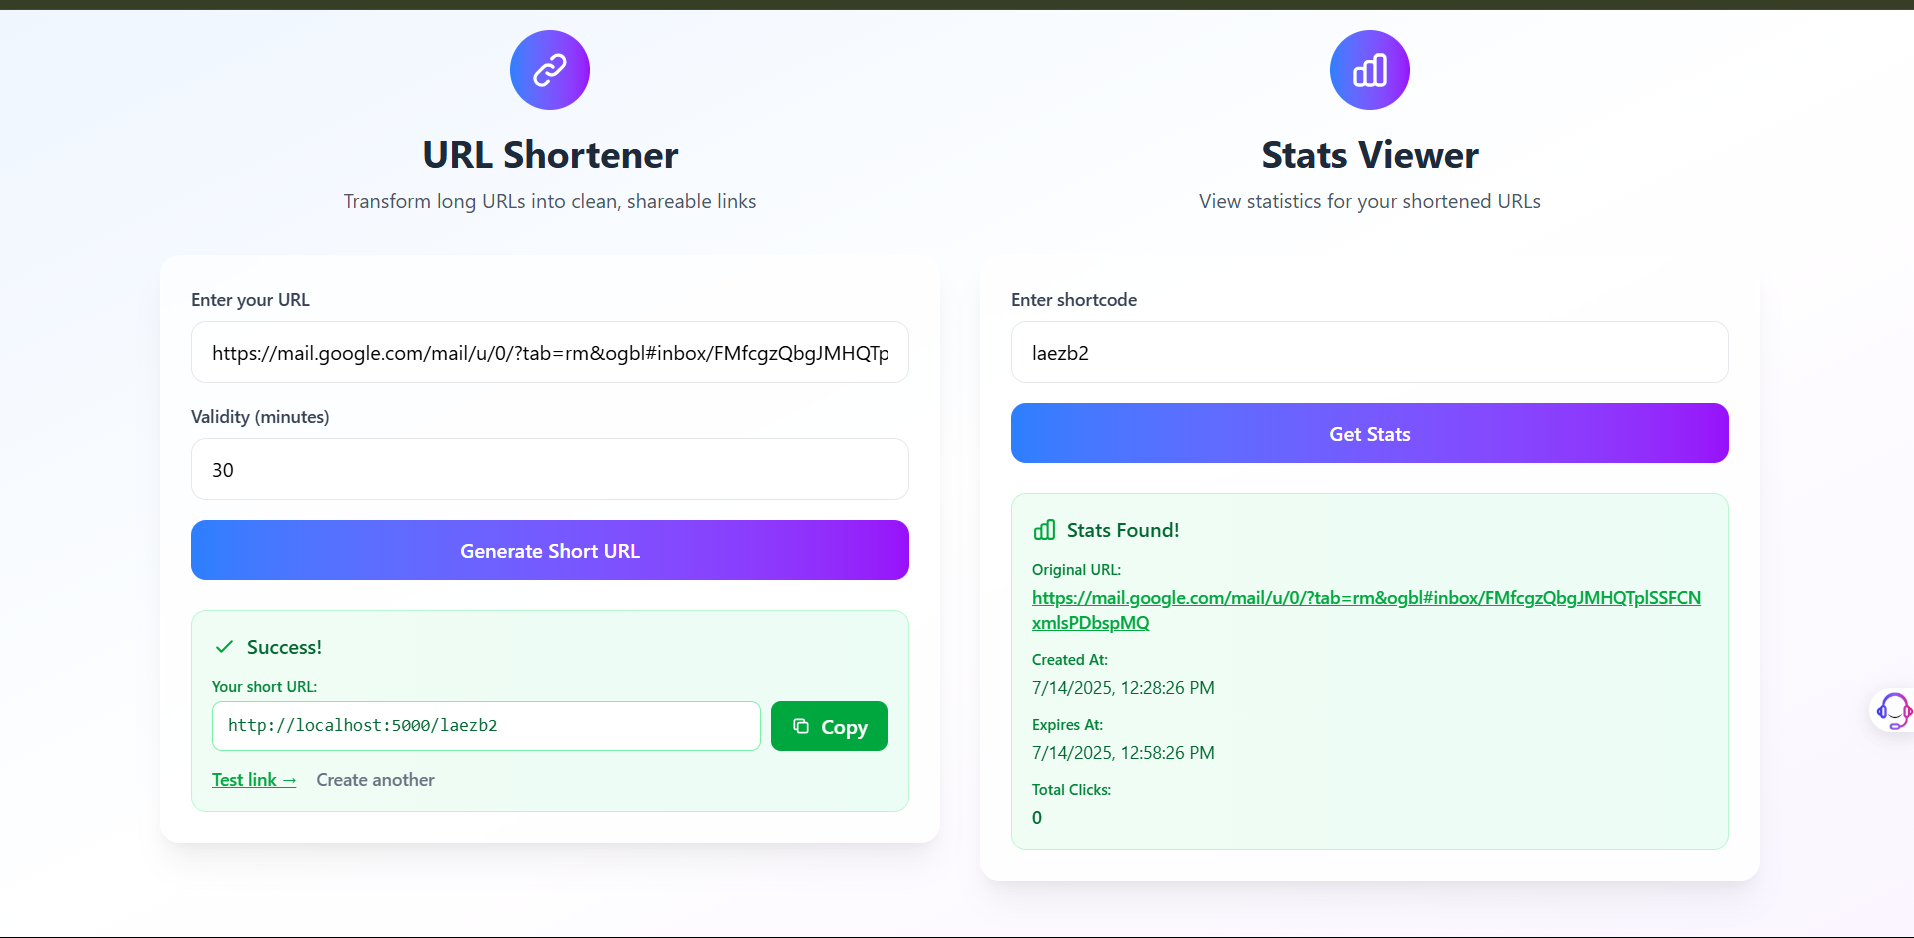 URL Shortener
Transform long URLs into clean, shareable links
Enter your URL
https://mail.google.com/mail/u/0/?tab=rm&ogbl#inbox/FMfcgzQbgJMHQTp
Validity (minutes)
30
Generate Short URL
Success!
Your short URL:
http://localhost:5000/laezb2
Copy
Test link →
Create another
Stats Viewer
View statistics for your shortened URLs
Enter shortcode
laezb2
Get Stats
Stats Found!
Original URL:
https://mail.google.com/mail/u/0/?tab=rm&ogbl#inbox/FMfcgzQbgJMHQTplSSFCN
xmlsPDbspMQ
Created At:
7/14/2025, 12:28:26 PM
Expires At:
7/14/2025, 12:58:26 PM
Total Clicks:
0